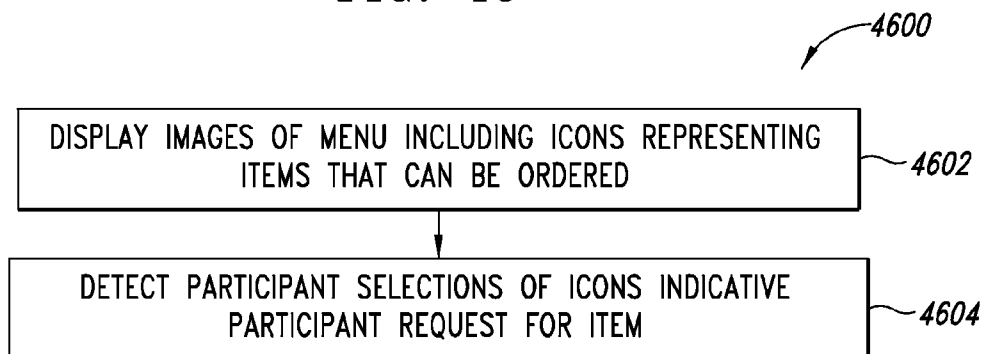 4600
DISPLAY IMAGES OF MENU INCLUDING ICONS REPRESENTING
ITEMS THAT CAN BE ORDERED
4602
DETECT PARTICIPANT SELECTIONS OF ICONS INDICATIVE
PARTICIPANT REQUEST FOR ITEM
4604